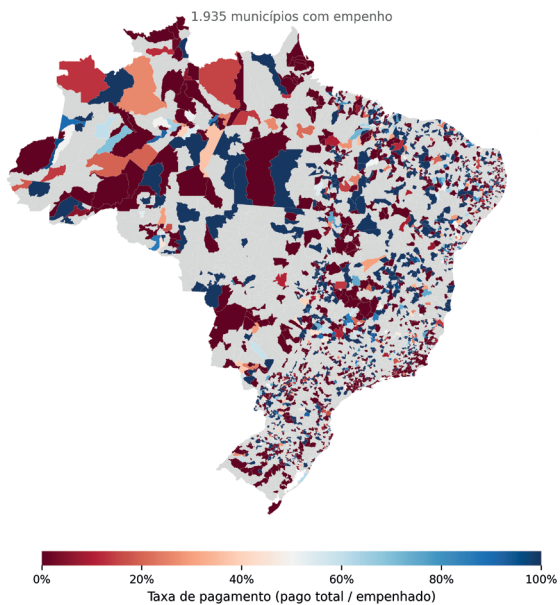 1.935 municípios com empenho
0% 20% 40% 60% 80% 100%
Taxa de pagamento (pago total / empenhado)